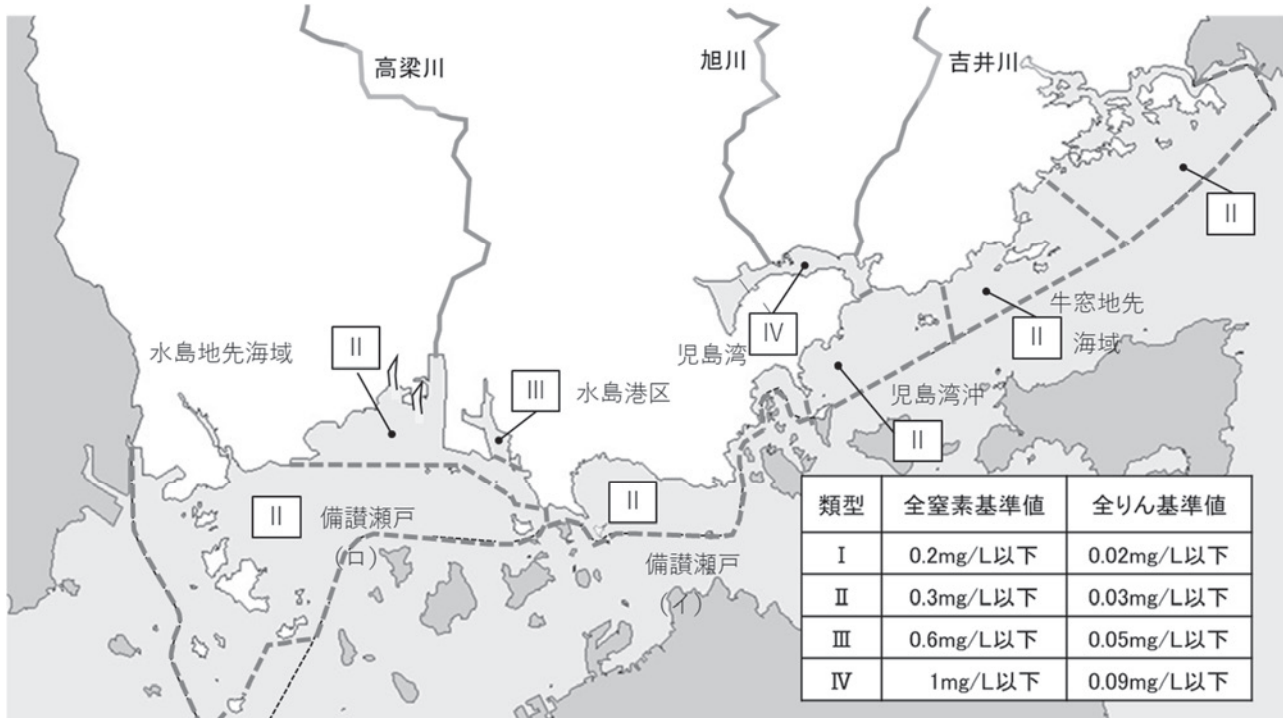 高梁川
旭川
吉井川
Ⅱ
牛窓地先
海域
Ⅱ
Ⅳ
児島湾
児島湾沖
Ⅱ
水島地先海域
Ⅱ
Ⅲ
水島港区
Ⅱ
備讃瀬戸
(ロ)
Ⅱ
備讃瀬戸
(イ)
類型 全窒素基準値 全りん基準値
Ⅰ 0.2mg/L以下 0.02mg/L以下
Ⅱ 0.3mg/L以下 0.03mg/L以下
Ⅲ 0.6mg/L以下 0.05mg/L以下
Ⅳ 1mg/L以下 0.09mg/L以下